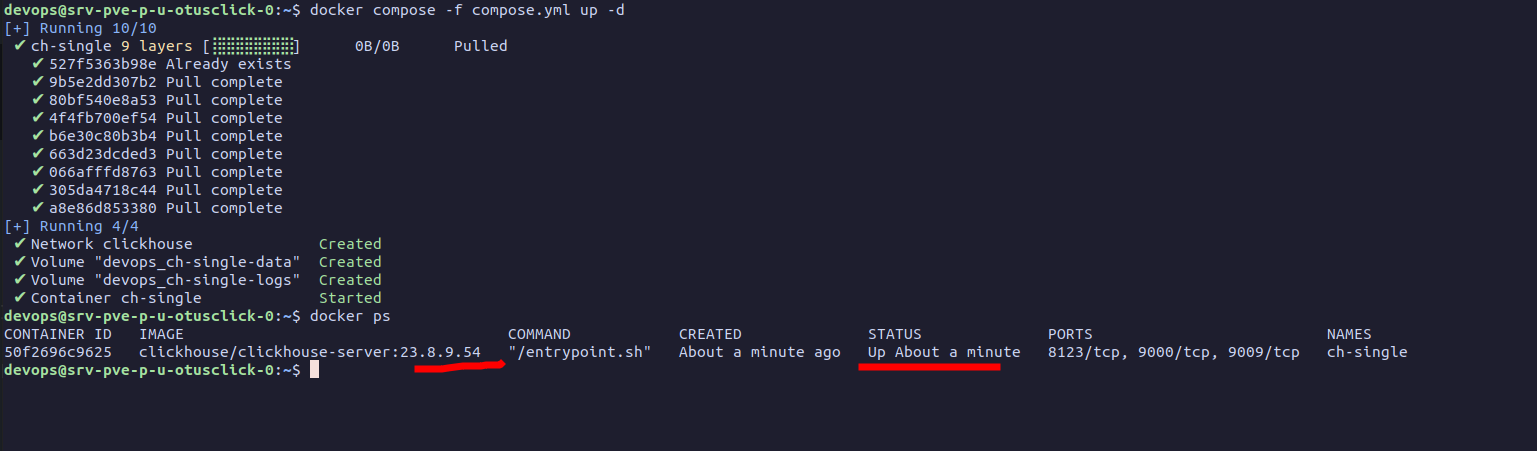 devops@srv-pve-p-u-otusclick-0:~$ docker compose -f compose.yml up -d
[+] Running 10/10
✔ ch-single 9 layers [⣿⣿⣿⣿⣿⣿⣿⣿⣿] 0B/0B Pulled
✔ 527f5363b98e Already exists
✔ 9b5e2dd307b2 Pull complete
✔ 80bf540e8a53 Pull complete
✔ 4f4fb700ef54 Pull complete
✔ b6e30c80b3b4 Pull complete
✔ 663d23dcded3 Pull complete
✔ 066afffd8763 Pull complete
✔ 305da4718c44 Pull complete
✔ a8e86d853380 Pull complete
[+] Running 4/4
✔ Network clickhouse Created
✔ Volume "devops_ch-single-data" Created
✔ Volume "devops_ch-single-logs" Created
✔ Container ch-single Started
devops@srv-pve-p-u-otusclick-0:~$ docker ps
CONTAINER ID IMAGE COMMAND CREATED STATUS PORTS NAMES
50f2696c9625 clickhouse/clickhouse-server:23.8.9.54 "/entrypoint.sh" About a minute ago Up About a minute 8123/tcp, 9000/tcp, 9009/tcp ch-single
devops@srv-pve-p-u-otusclick-0:~$